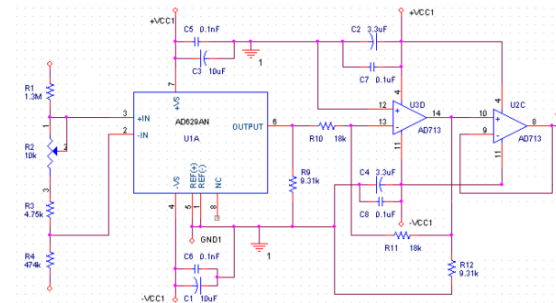 +VCC1
+VCC1
C5 0.1nF
C2 3.3uF
C3 10uF
1
C7 0.1uF
R1
1.3M
7
+VS
AD629AN
U1A
3
+IN
2
-IN
OUTPUT
6
-VS
REF(+)
REF(-)
NC
4
5
1
8
1
R2
10k
2
3
R3
4.75k
R4
474k
R10
18k
R9
9.31k
12
13
4
U3D
14
AD713
11
10
9
4
U2C
8
AD713
11
C4 3.3uF
C8 0.1uF
-VCC1
R11
18k
R12
9.31k
GND1
1
C6 0.1nF
C1 10uF
-VCC1